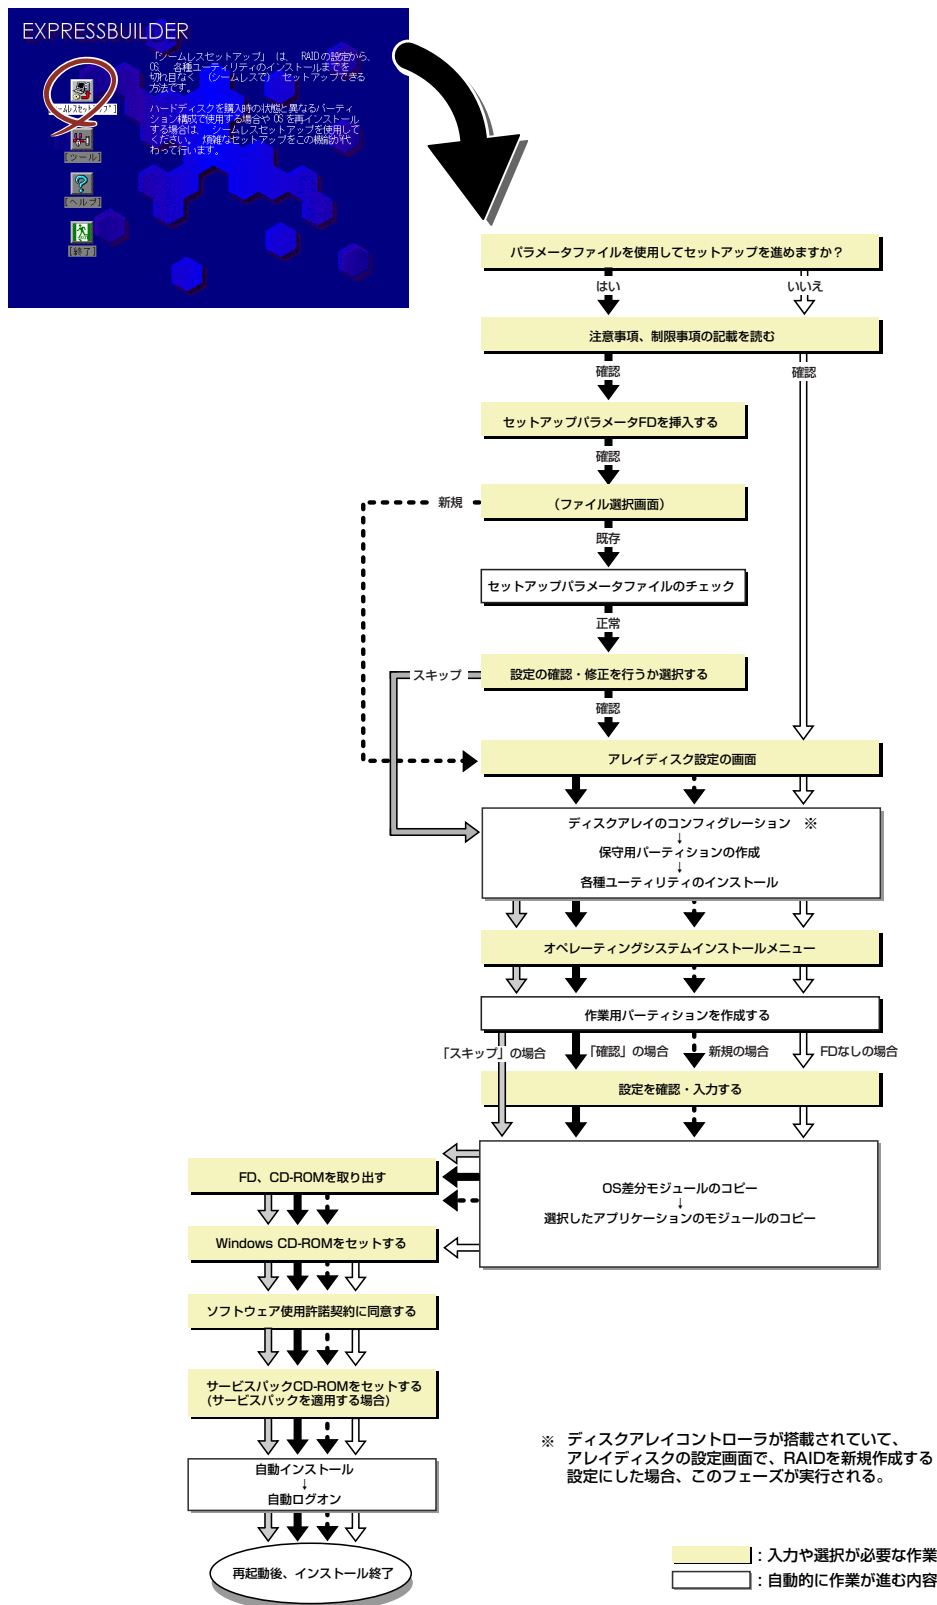 EXPRESSBUILDER
「シームレスセットアップ」 は、 RAIDの設定から、
OS、 各種ユーティリティのインストールまでを
切れ目なく （シームレスで） セットアップできる
方法です。
ハードディスクを購入時の状態と異なるパーティ
ション構成で使用する場合や OS を再インストール
する場合は、 シームレスセットアップを使用して
ください。 煩雑なセットアップをこの機能が代
わって行います。
[ツール]
[ヘルプ]
[終了]
パラメータファイルを使用してセットアップを進めますか？
はい
いいえ
注意事項、制限事項の記載を読む
確認
確認
セットアップパラメータFDを挿入する
確認
新規
（ファイル選択画面）
既存
セットアップパラメータファイルのチェック
正常
スキップ
設定の確認・修正を行うか選択する
確認
アレイディスク設定の画面
ディスクアレイのコンフィグレーション ※
↓
保守用パーティションの作成
↓
各種ユーティリティのインストール
オペレーティングシステムインストールメニュー
作業用パーティションを作成する
「スキップ」の場合
「確認」の場合
新規の場合
FDなしの場合
設定を確認・入力する
OS差分モジュールのコピー
↓
選択したアプリケーションのモジュールのコピー
FD、CD-ROMを取り出す
Windows CD-ROMをセットする
ソフトウェア使用許諾契約に同意する
サービスパックCD-ROMをセットする
(サービスパックを適用する場合)
自動インストール
↓
自動ログオン
再起動後、インストール終了
※ ディスクアレイコントローラが搭載されていて、
アレイディスクの設定画面で、RAIDを新規作成する
設定にした場合、このフェーズが実行される。
：入力や選択が必要な作業
：自動的に作業が進む内容